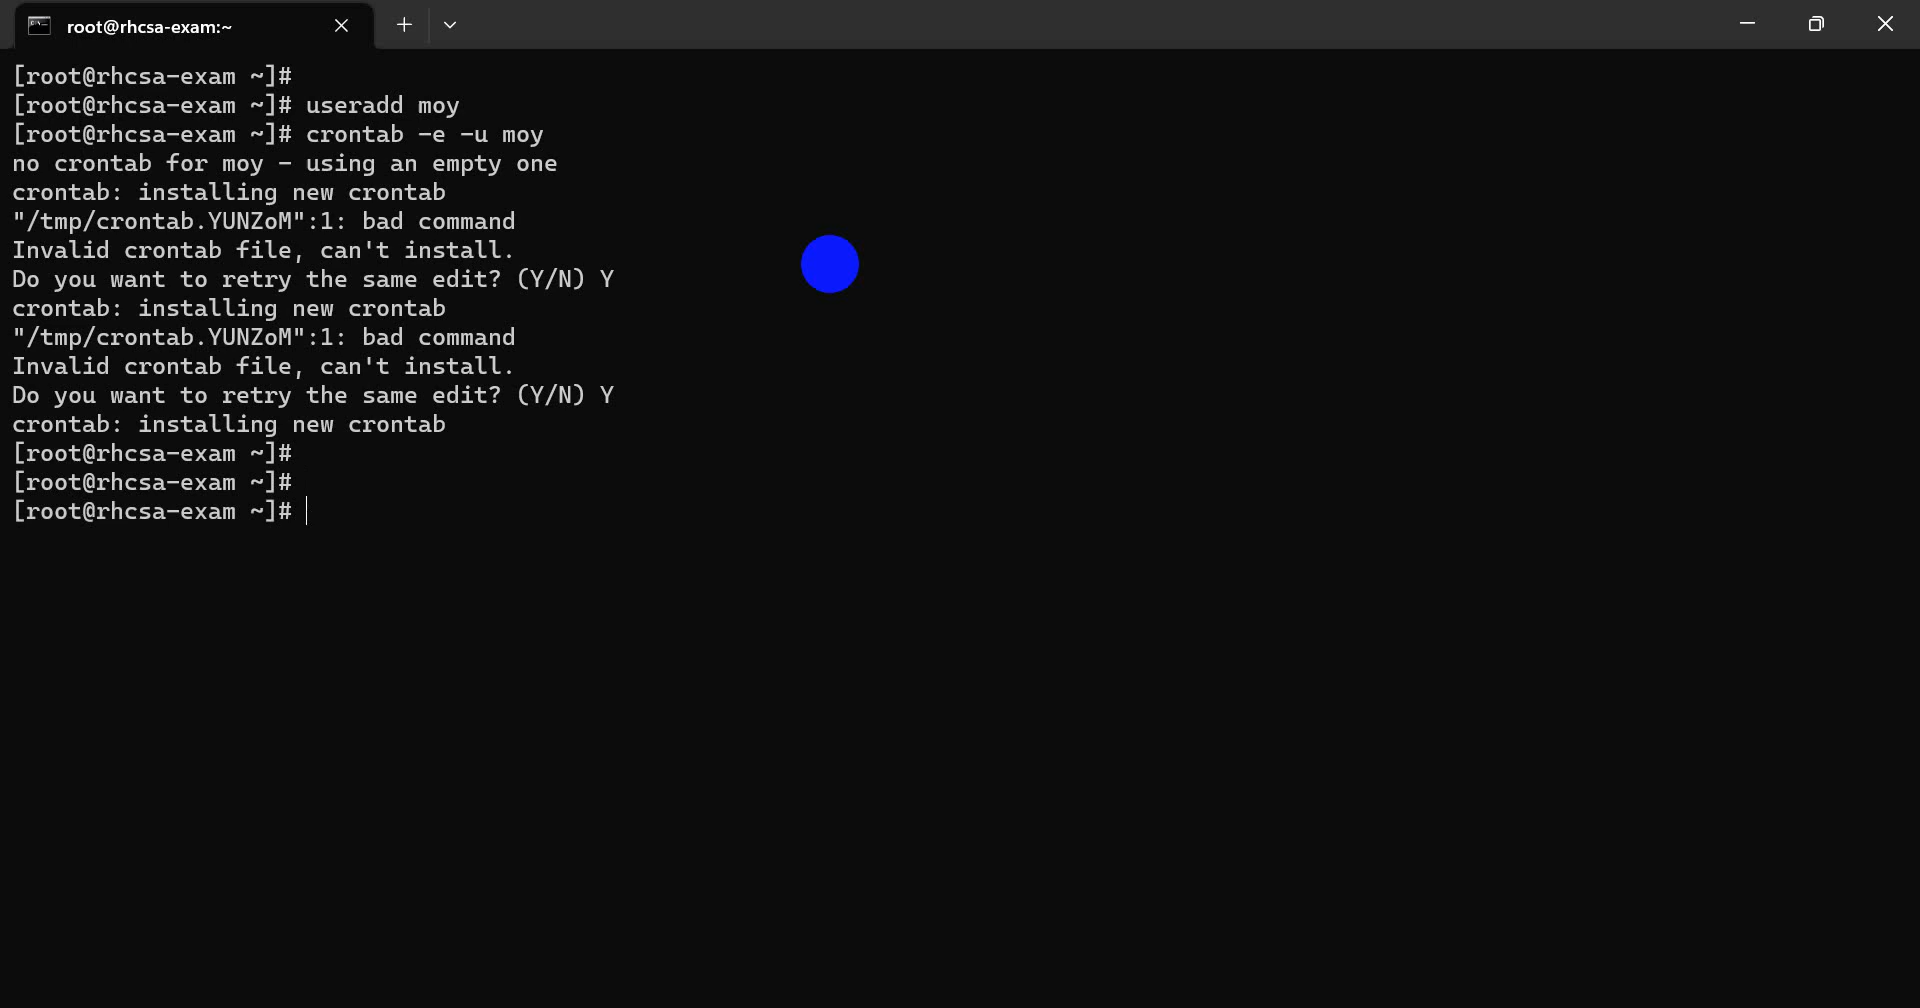 root@rhcsa-exam:~
[root@rhcsa-exam ~]#
[root@rhcsa-exam ~]# useradd moy
[root@rhcsa-exam ~]# crontab -e -u moy
no crontab for moy - using an empty one
crontab: installing new crontab
"/tmp/crontab.YUNZoM":1: bad command
Invalid crontab file, can't install.
Do you want to retry the same edit? (Y/N) Y
crontab: installing new crontab
"/tmp/crontab.YUNZoM":1: bad command
Invalid crontab file, can't install.
Do you want to retry the same edit? (Y/N) Y
crontab: installing new crontab
[root@rhcsa-exam ~]#
[root@rhcsa-exam ~]#
[root@rhcsa-exam ~]#